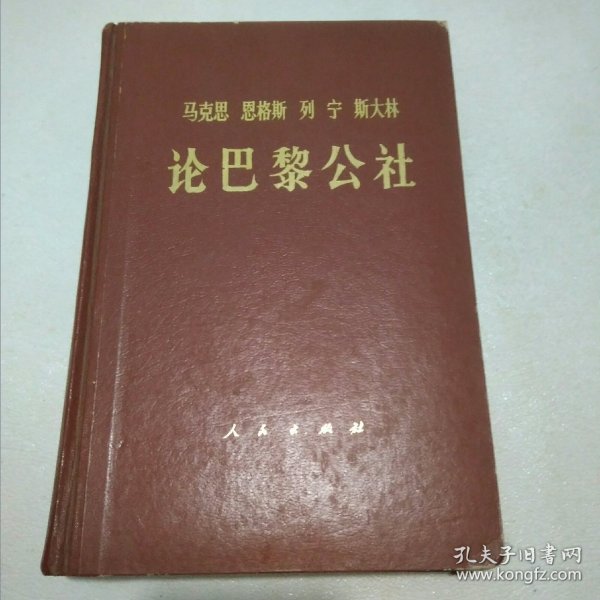 马克思 恩格斯 列宁 斯大林
论巴黎公社
人民出版社
孔夫子旧书网
www.kongfz.com